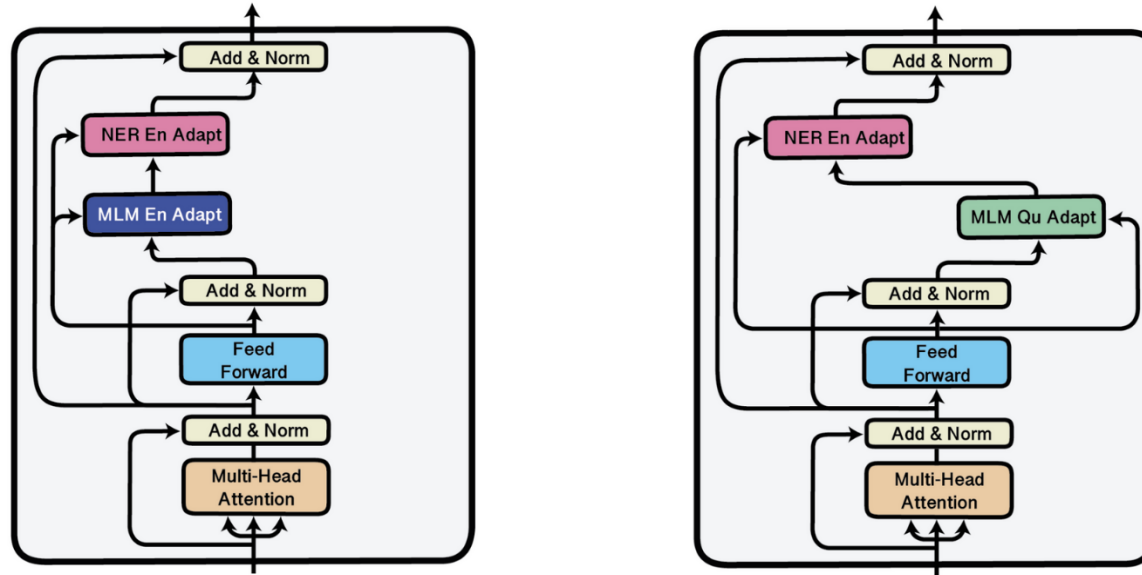 Add & Norm
NER En Adapt
MLM En Adapt
Add & Norm
Feed
Forward
Add & Norm
Multi-Head
Attention
Add & Norm
NER En Adapt
MLM Qu Adapt
Add & Norm
Feed
Forward
Add & Norm
Multi-Head
Attention